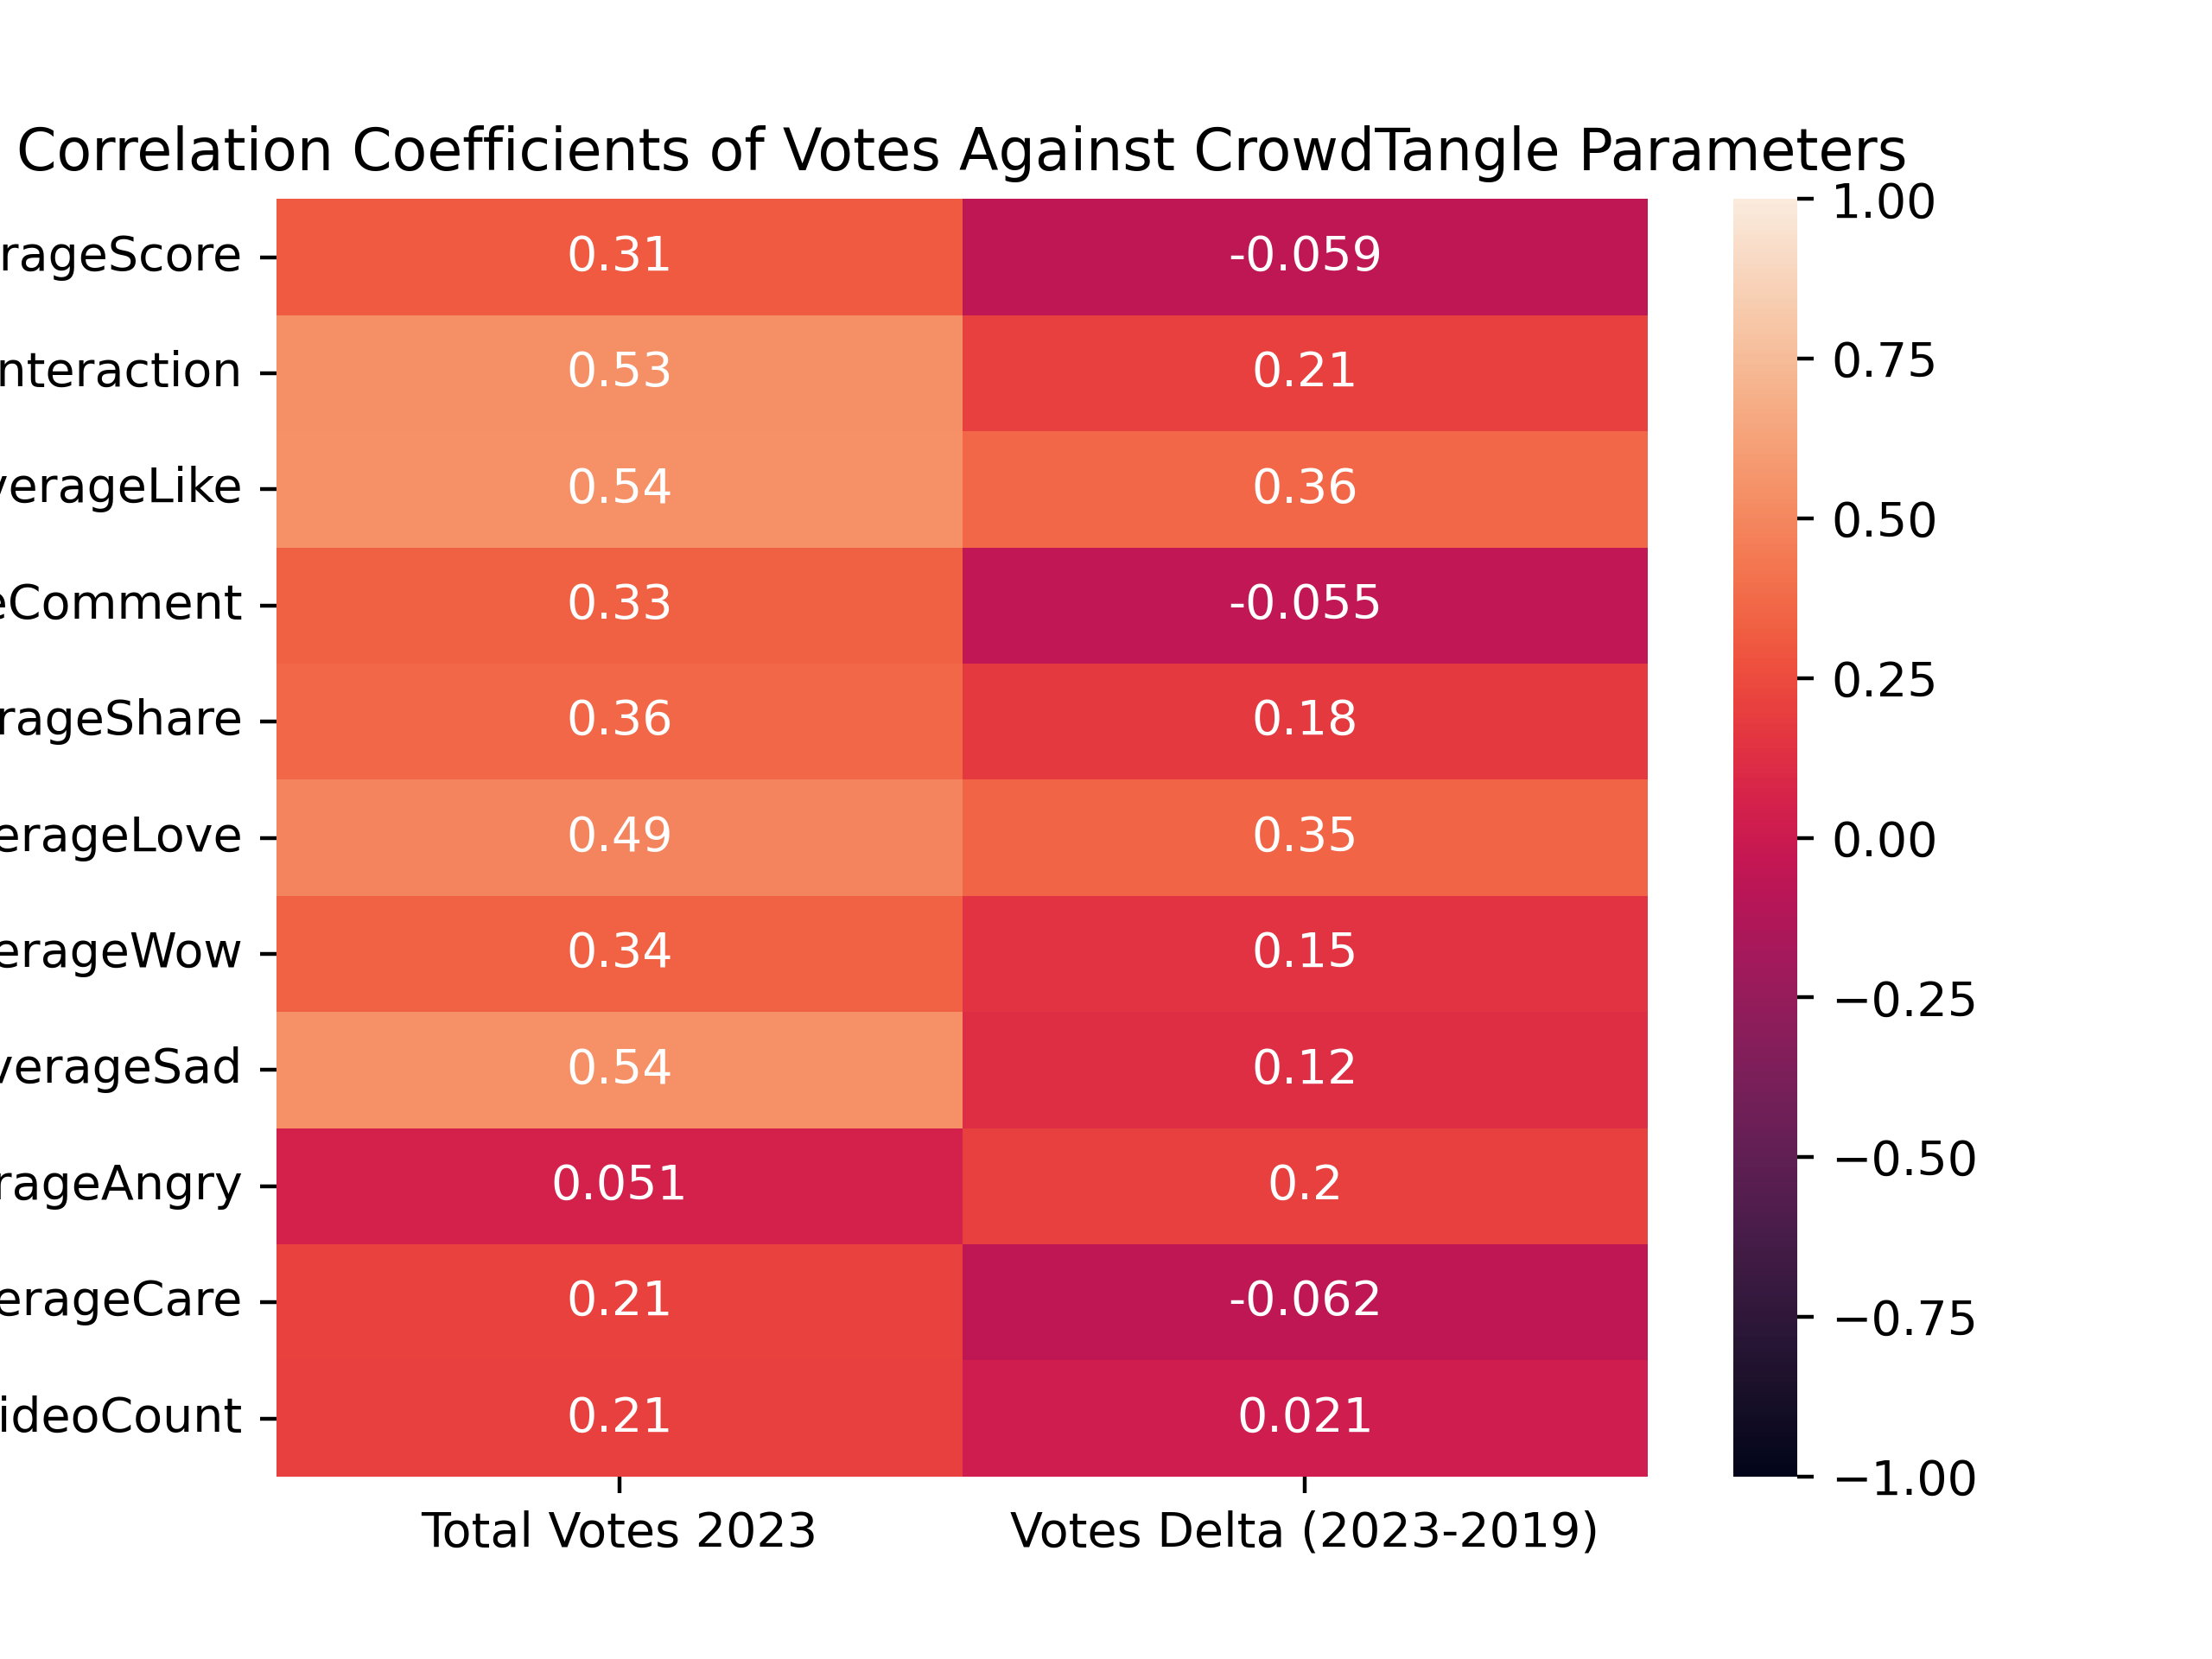 Correlation Coefficients of Votes Against CrowdTangle Parameters
rageScore 0.31 -0.059
nteraction 0.53 0.21
verageLike 0.54 0.36
eComment 0.33 -0.055
rageShare 0.36 0.18
erageLove 0.49 0.35
erageWow 0.34 0.15
verageSad 0.54 0.12
rageAngry 0.051 0.2
erageCare 0.21 -0.062
ideoCount 0.21 0.021
Total Votes 2023 Votes Delta (2023-2019)
1.00
0.75
0.50
0.25
0.00
−0.25
−0.50
−0.75
−1.00